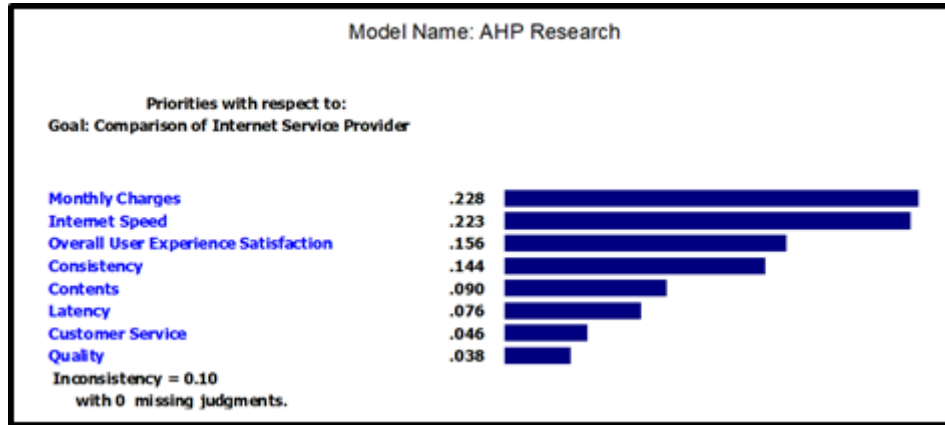 Model Name: AHP Research
Priorities with respect to:
Goal: Comparison of Internet Service Provider
Monthly Charges .228
Internet Speed .223
Overall User Experience Satisfaction .156
Consistency .144
Contents .090
Latency .076
Customer Service .046
Quality .038
Inconsistency = 0.10
with 0 missing judgments.